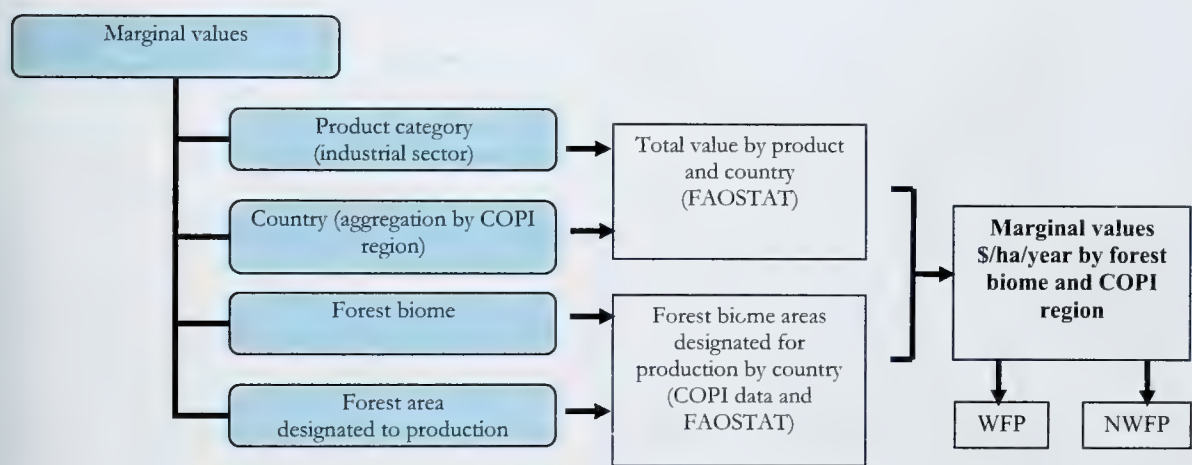 Marginal values
Product category
(industrial sector)
Country (aggregation by COPI
region)
Forest biome
Forest area
designated to production
Total value by product
and country
(FAOSTAT)
Forest biome areas
designated for
production by country
(COPI data and
FAOSTAT)
Marginal values
$/ha/year by forest
biome and COPI
region
WFP
NWFP